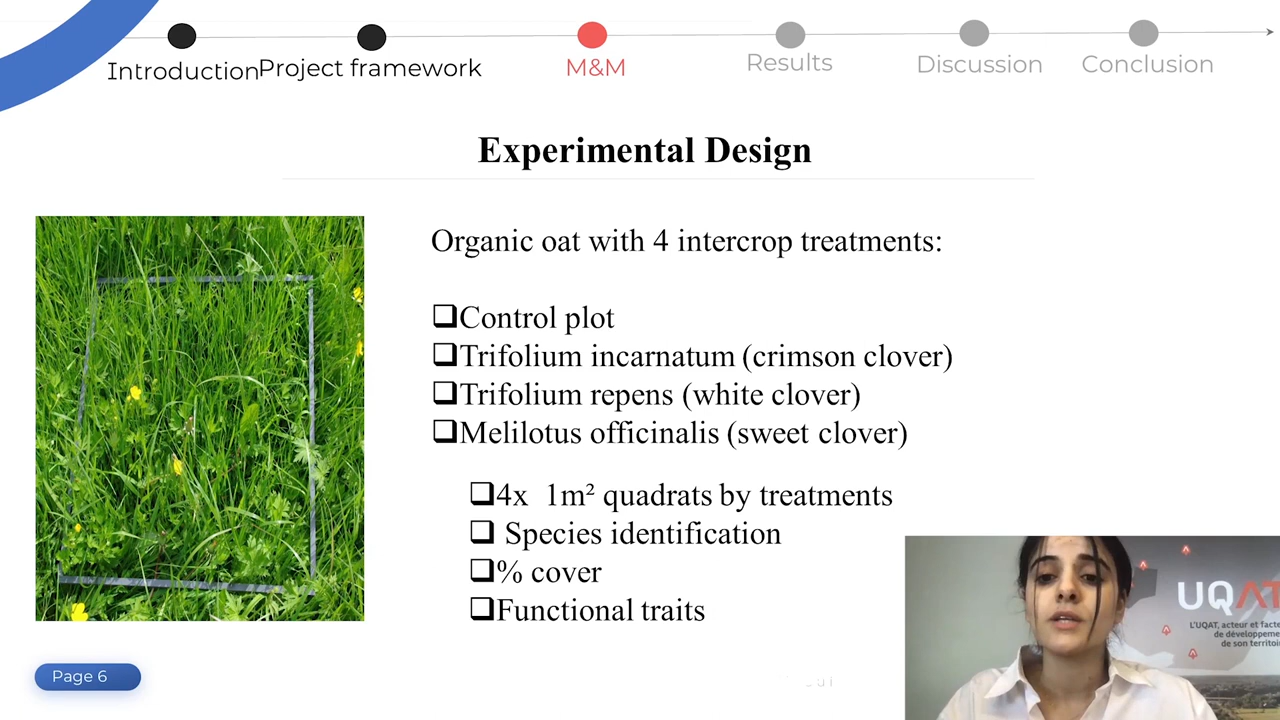 Introduction Project framework M&M Results Discussion Conclusion
Experimental Design
Organic oat with 4 intercrop treatments:
❑Control plot
❑Trifolium incarnatum (crimson clover)
❑Trifolium repens (white clover)
❑Melilotus officinalis (sweet clover)
❑4x 1m² quadrats by treatments
❑ Species identification
❑% cover
❑Functional traits
UQAT
L'UQAT, acteur et facte
de développeme
de son territoi
Page 6